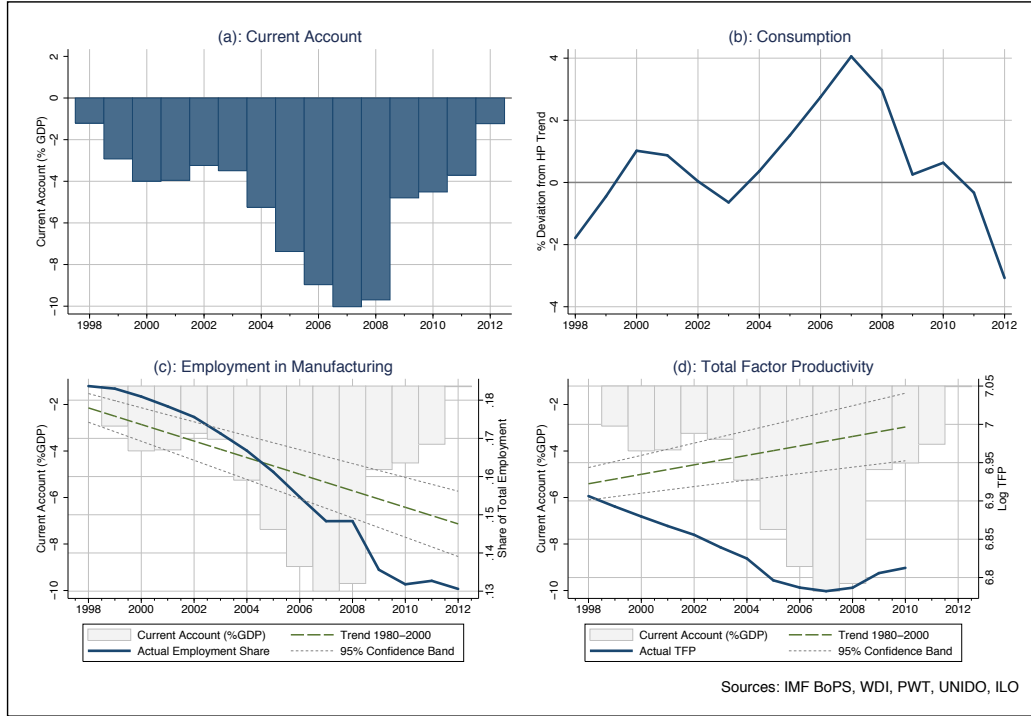 (a): Current Account
Current Account (% GDP)
0
-2
-4
-6
-8
-10
1998 2000 2002 2004 2006 2008 2010 2012
(b): Consumption
% Deviation from HP Trend
4
2
0
-2
-4
1998 2000 2002 2004 2006 2008 2010 2012
(c): Employment in Manufacturing
Current Account (%GDP)
-2
-4
-6
-8
-10
.18
.17
.16
.15
.14
.13
Share of Total Employment
1998 2000 2002 2004 2006 2008 2010 2012
Current Account (%GDP) Trend 1980−2000
Actual Employment Share 95% Confidence Band
(d): Total Factor Productivity
Current Account (%GDP)
-2
-4
-6
-8
-10
7.05
7
6.95
6.9
6.85
6.8
Log TFP
1998 2000 2002 2004 2006 2008 2010 2012
Current Account (%GDP) Trend 1980−2000
Actual TFP 95% Confidence Band
Sources: IMF BoPS, WDI, PWT, UNIDO, ILO